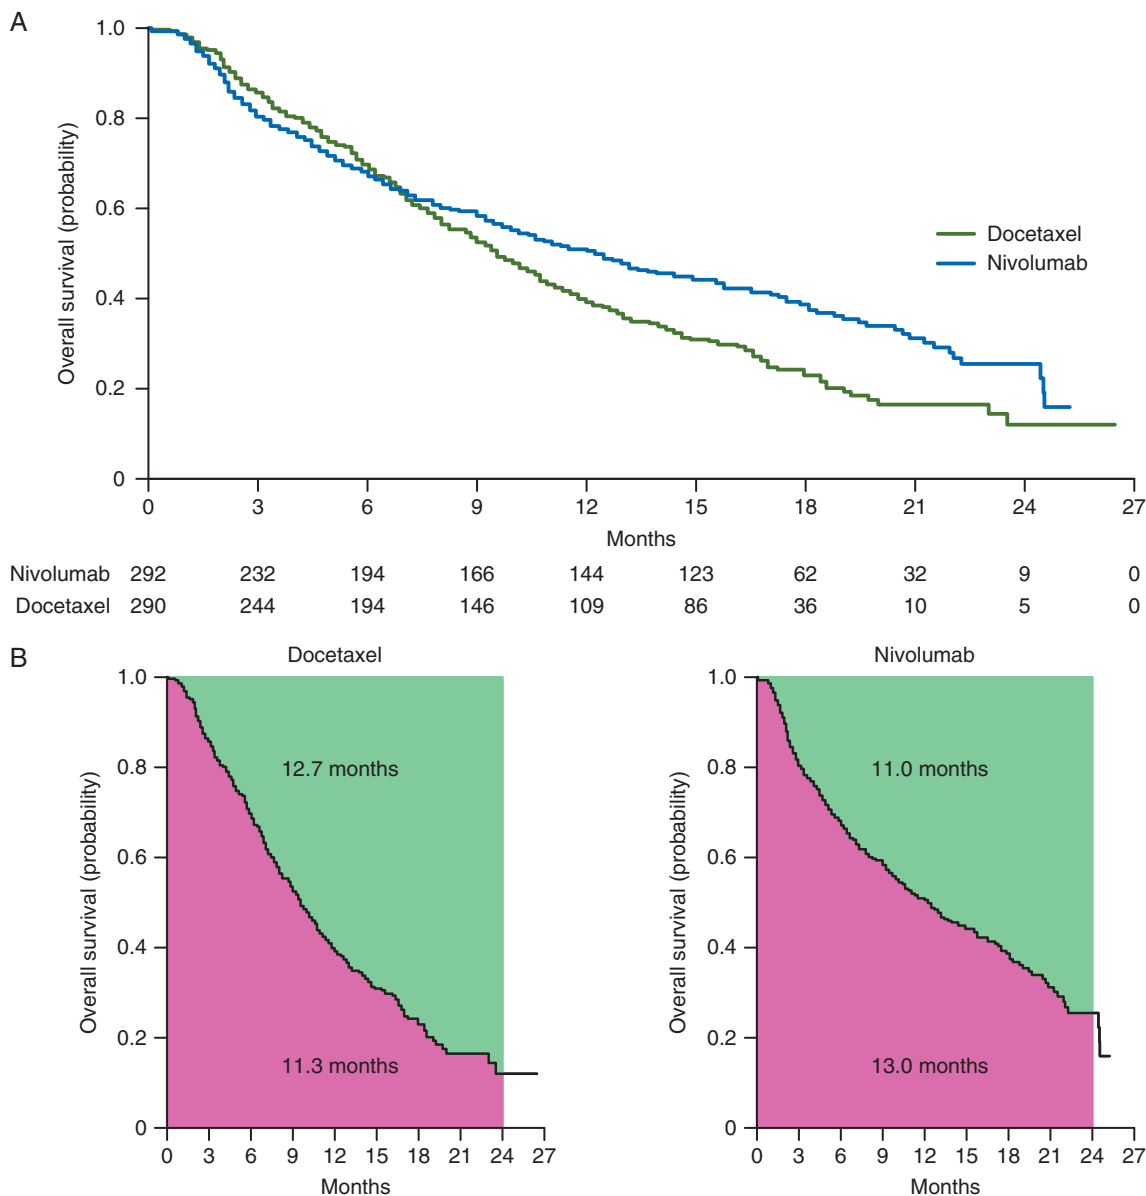 A
1.0
0.8
0.6
0.4
0.2
0
Overall survival (probability)
Docetaxel
Nivolumab
0 3 6 9 12 15 18 21 24 27
Months
Nivolumab 292 232 194 166 144 123 62 32 9 0
Docetaxel 290 244 194 146 109 86 36 10 5 0
B
Docetaxel
1.0
0.8
0.6
0.4
0.2
0
Overall survival (probability)
12.7 months
11.3 months
0 3 6 9 12 15 18 21 24 27
Months
Nivolumab
1.0
0.8
0.6
0.4
0.2
0
Overall survival (probability)
11.0 months
13.0 months
0 3 6 9 12 15 18 21 24 27
Months